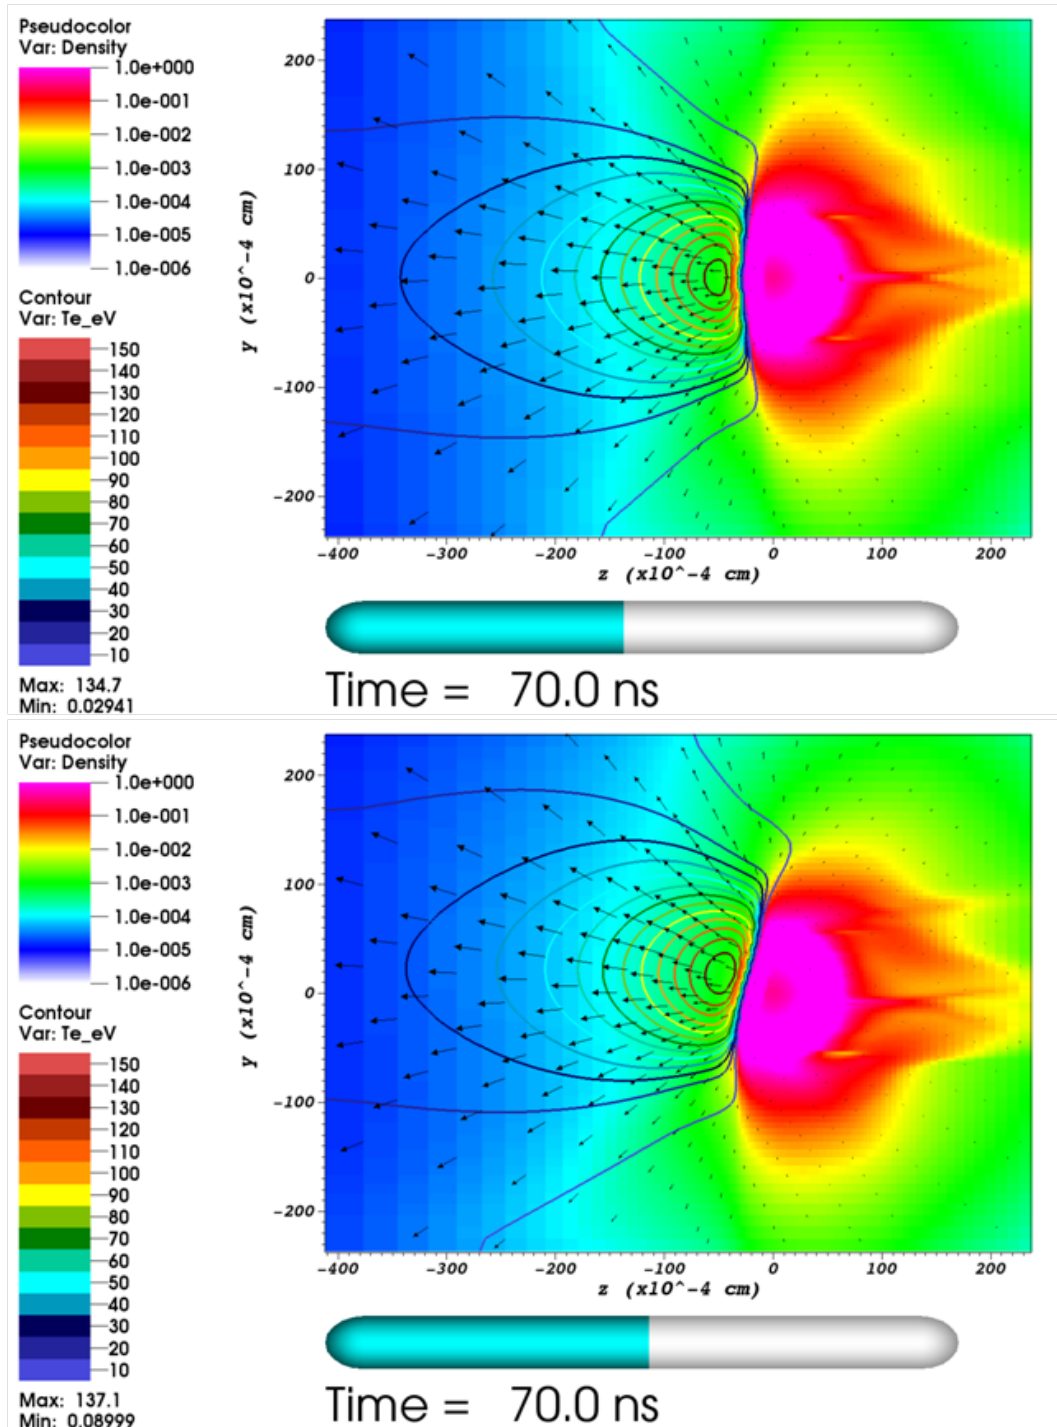 Pseudocolor
Var: Density
1.0e+000
1.0e-001
1.0e-002
1.0e-003
1.0e-004
1.0e-005
1.0e-006
Contour
Var: Te_eV
150
140
130
120
110
100
90
80
70
60
50
40
30
20
10
Max: 134.7
Min: 0.02941
y (x10^-4 cm)
200
100
0
-100
-200
-400
-300
-200
-100
0
100
200
z (x10^-4 cm)
Time = 70.0 ns
Pseudocolor
Var: Density
1.0e+000
1.0e-001
1.0e-002
1.0e-003
1.0e-004
1.0e-005
1.0e-006
Contour
Var: Te_eV
150
140
130
120
110
100
90
80
70
60
50
40
30
20
10
Max: 137.1
Min: 0.08999
y (x10^-4 cm)
200
100
0
-100
-200
-400
-300
-200
-100
0
100
200
z (x10^-4 cm)
Time = 70.0 ns